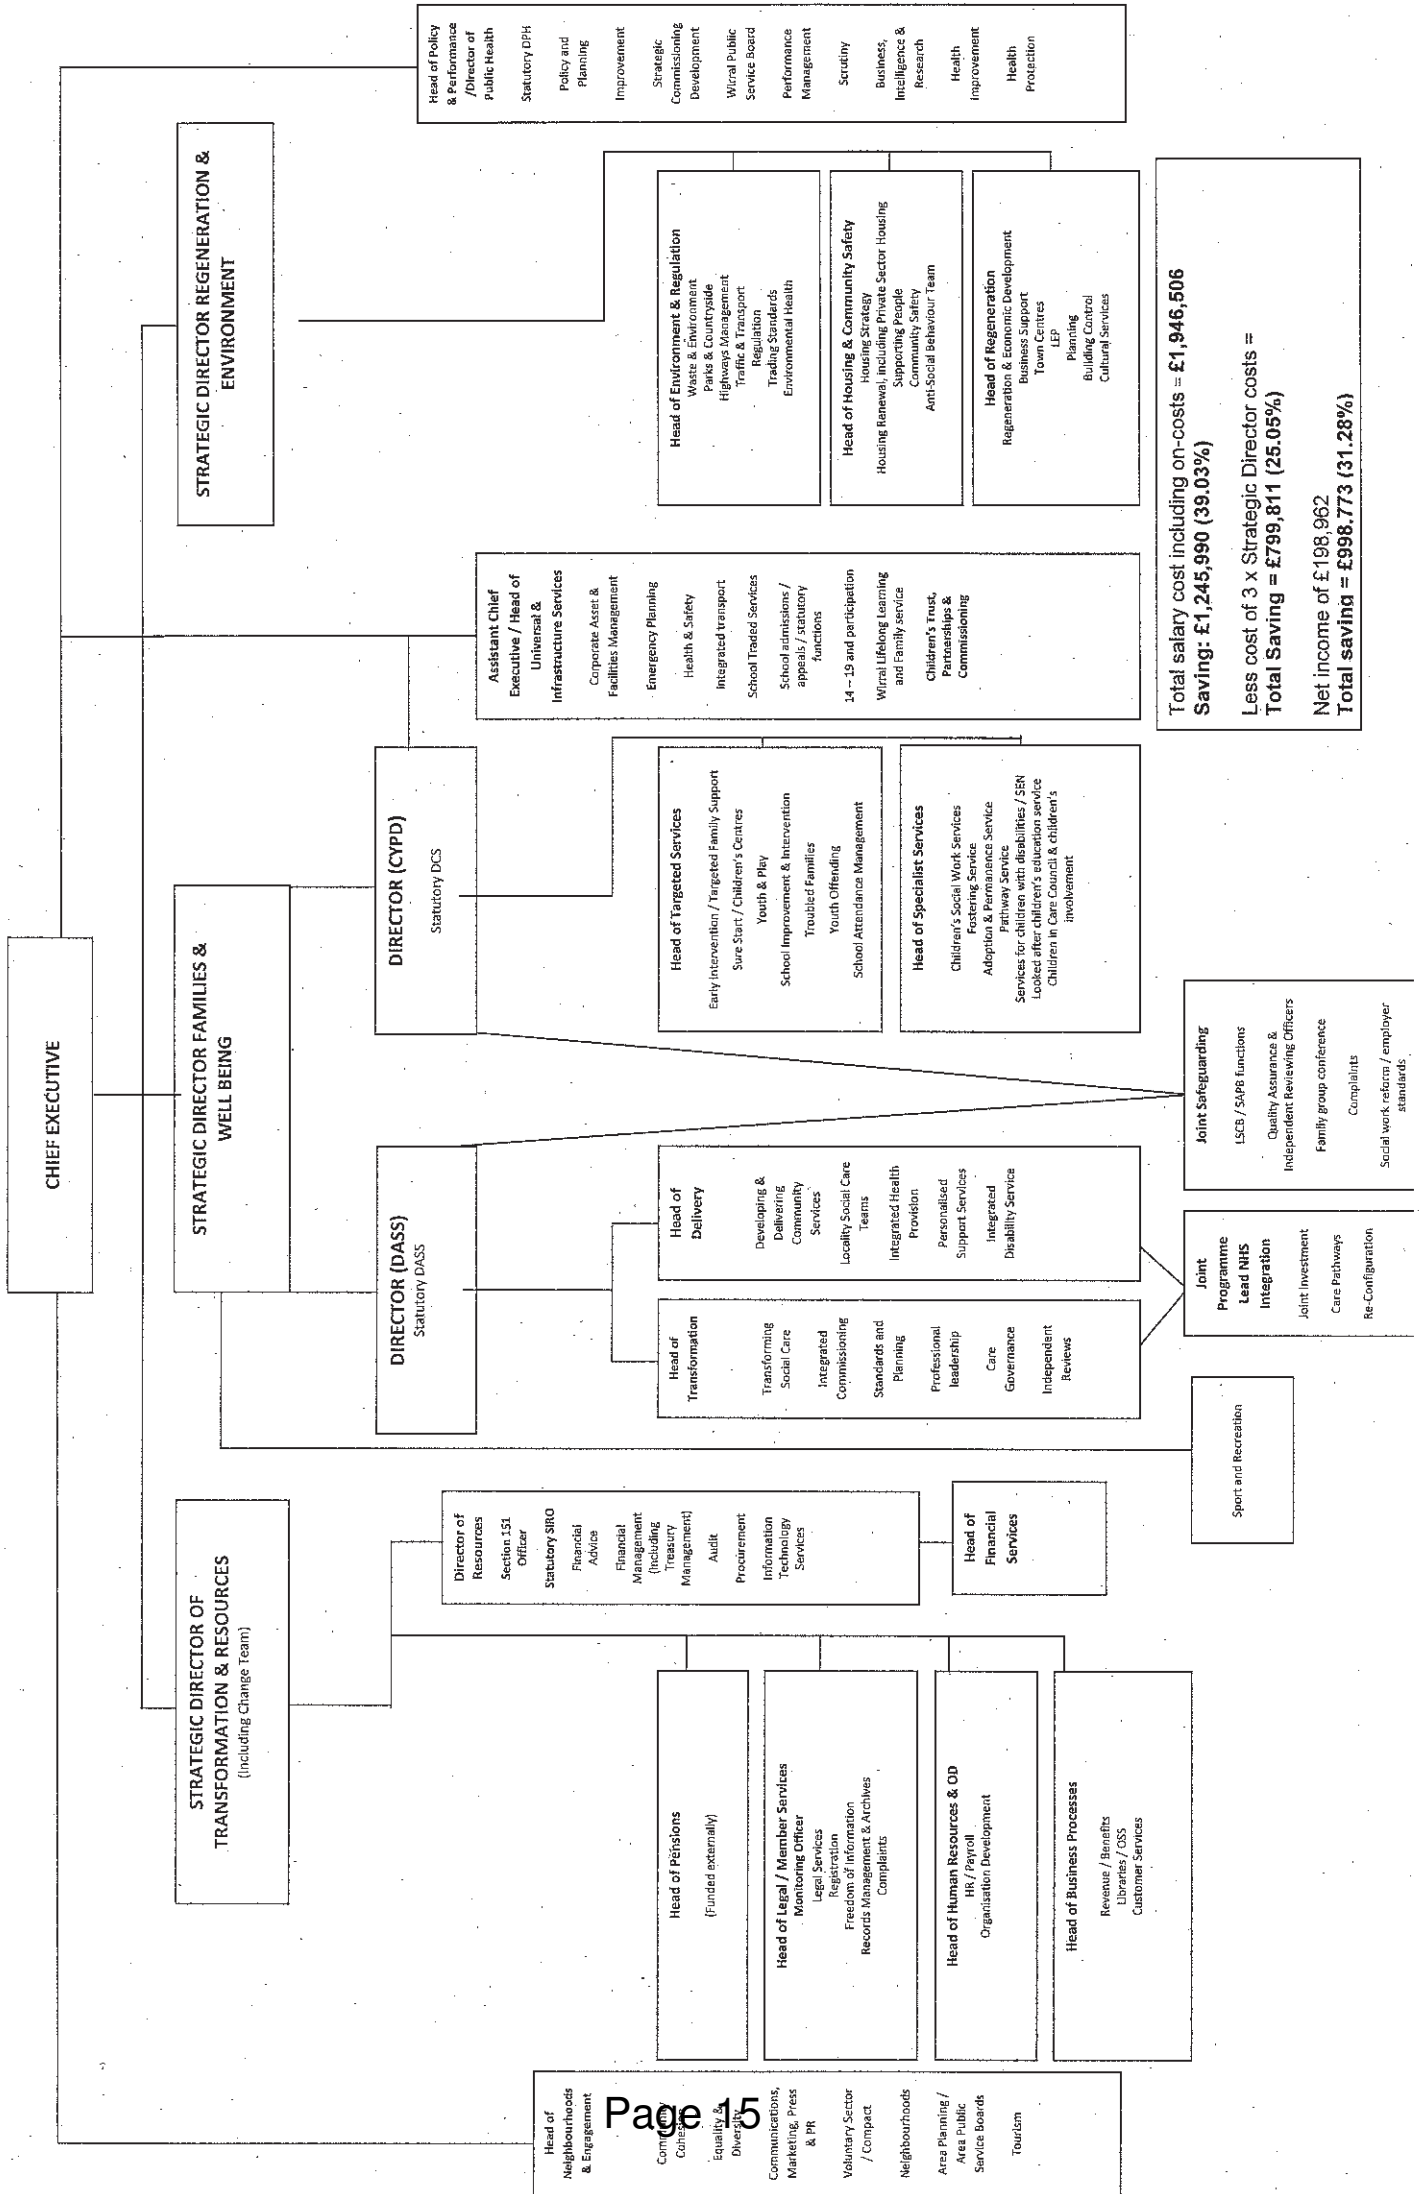 CHIEF EXECUTIVE
STRATEGIC DIRECTOR OF
TRANSFORMATION & RESOURCES
(Including Change Team)
STRATEGIC DIRECTOR FAMILIES &
WELL BEING
STRATEGIC DIRECTOR REGENERATION &
ENVIRONMENT
Head of
Neighbourhoods
& Engagement
Community
Cohesion
Equality &
Diversity
Communications,
Marketing, Press
& PR
Voluntary Sector
/ Compact
Neighbourhoods
Area Planning /
Area Public
Service Boards
Tourism
Head of Pensions
(Funded externally)
Head of Legal / Member Services
Monitoring Officer
Legal Services
Registration
Freedom of Information
Records Management & Archives
Complaints
Head of Human Resources & OD
HR / Payroll
Organisation Development
Head of Business Processes
Revenue / Benefits
Libraries / OSS
Customer Services
Director of
Resources
Section 151
Officer
Statutory SIRO
Financial
Advice
Financial
Management
(including
Treasury
Management)
Audit
Procurement
Information
Technology
Services
Head of
Financial
Services
Sport and Recreation
DIRECTOR (DASS)
Statutory DASS
Head of
Transformation
Transforming
Social Care
Integrated
Commissioning
Standards and
Planning
Professional
leadership
Care
Governance
Independent
Reviews
Head of
Delivery
Developing &
Delivering
Community
Services
Locality Social Care
Teams
Integrated Health
Provision
Personalised
Support Services
Integrated
Disability Service
Joint
Programme
Lead NHS
Integration
Joint Investment
Care Pathways
Re-Configuration
Joint Safeguarding
LSCB / SAPB functions
Quality Assurance &
Independent Reviewing Officers
Family group conference
Complaints
Social work reform / employer
standards
DIRECTOR (CYPD)
Statutory DCS
Head of Targeted Services
Early Intervention / Targeted Family Support
Sure Start / Children's Centres
Youth & Play
School Improvement & Intervention
Troubled Families
Youth Offending
School Attendance Management
Head of Specialist Services
Children's Social Work Services
Fostering Service
Adoption & Permanence Service
Pathway Service
Services for children with disabilities / SEN
Looked after children's education service
Children in Care Council & children's
involvement
Assistant Chief
Executive / Head of
Universal &
Infrastructure Services
Corporate Asset &
Facilities Management
Emergency Planning
Health & Safety
Integrated transport
School Traded Services
School admissions /
appeals / statutory
functions
14 – 19 and participation
Wirral Lifelong Learning
and Family service
Children's Trust,
Partnerships &
Commissioning
Head of Environment & Regulation
Waste & Environment
Parks & Countryside
Highways Management
Traffic & Transport
Regulation
Trading Standards
Environmental Health
Head of Housing & Community Safety
Housing Strategy
Housing Renewal, including Private Sector Housing
Supporting People
Community Safety
Anti-Social Behaviour Team
Head of Regeneration
Regeneration & Economic Development
Business Support
Town Centres
LEP
Planning
Building Control
Cultural Services
Head of Policy
& Performance
/Director of
Public Health
Statutory DPH
Policy and
Planning
Improvement
Strategic
Commissioning
Development
Wirral Public
Service Board
Performance
Management
Scrutiny
Business,
Intelligence &
Research
Health
Improvement
Health
Protection
Total salary cost including on-costs = £1,946,506
Saving: £1,245,990 (39.03%)
Less cost of 3 x Strategic Director costs =
Total Saving = £799,811 (25.05%)
Net income of £198,962
Total saving = £998.773 (31.28%)
Page 15